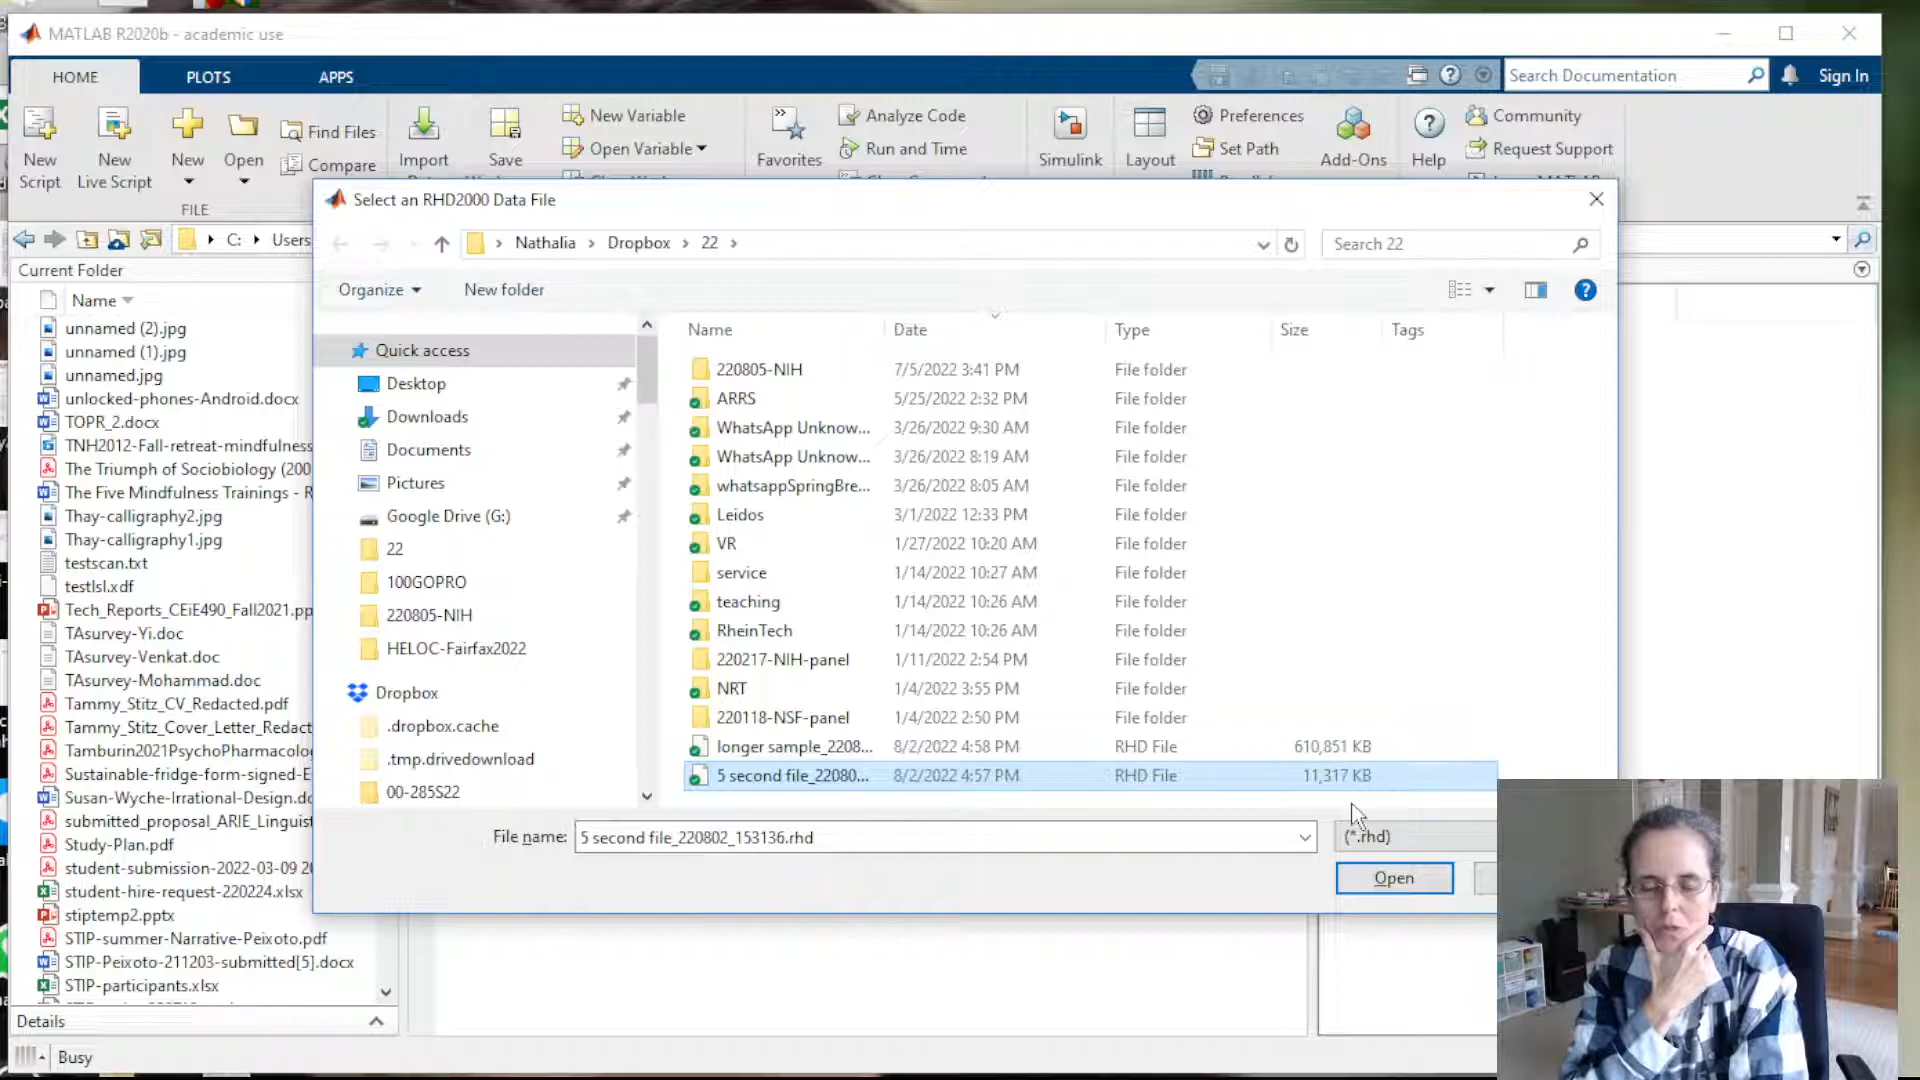 MATLAB R2020b - academic use
HOME
PLOTS
APPS
Search Documentation
Sign In
New Script
New Live Script
New
Open
Find Files
Compare
Import
Save
New Variable
Open Variable
Favorites
Analyze Code
Run and Time
Simulink
Layout
Preferences
Set Path
Add-Ons
Help
Community
Request Support
FILE
C: Users
Current Folder
Name
unnamed (2).jpg
unnamed (1).jpg
unnamed.jpg
unlocked-phones-Android.docx
TOPR_2.docx
TNH2012-Fall-retreat-mindfulness
The Triumph of Sociobiology (200
The Five Mindfulness Trainings - R
Thay-calligraphy2.jpg
Thay-calligraphy1.jpg
testscan.txt
testlsl.xdf
Tech_Reports_CEiE490_Fall2021.pp
TAsurvey-Yi.doc
TAsurvey-Venkat.doc
TAsurvey-Mohammad.doc
Tammy_Stitz_CV_Redacted.pdf
Tammy_Stitz_Cover_Letter_Redact
Tamburin2021PsychoPharmacolo
Sustainable-fridge-form-signed-E
Susan-Wyche-Irrational-Design.do
submitted_proposal_ARIE_Linguist
Study-Plan.pdf
student-submission-2022-03-09 20
student-hire-request-220224.xlsx
stiptemp2.pptx
STIP-summer-Narrative-Peixoto.pdf
STIP-Peixoto-211203-submitted[5].docx
STIP-participants.xlsx
Details
Busy
Select an RHD2000 Data File
Nathalia > Dropbox > 22 >
Search 22
Organize
New folder
Quick access
Desktop
Downloads
Documents
Pictures
Google Drive (G:)
22
100GOPRO
220805-NIH
HELOC-Fairfax2022
Dropbox
.dropbox.cache
.tmp.drivedownload
00-285S22
Name Date Type Size Tags
220805-NIH 7/5/2022 3:41 PM File folder
ARRS 5/25/2022 2:32 PM File folder
WhatsApp Unknow... 3/26/2022 9:30 AM File folder
WhatsApp Unknow... 3/26/2022 8:19 AM File folder
whatsappSpringBre... 3/26/2022 8:05 AM File folder
Leidos 3/1/2022 12:33 PM File folder
VR 1/27/2022 10:20 AM File folder
service 1/14/2022 10:27 AM File folder
teaching 1/14/2022 10:26 AM File folder
RheinTech 1/14/2022 10:26 AM File folder
220217-NIH-panel 1/11/2022 2:54 PM File folder
NRT 1/4/2022 3:55 PM File folder
220118-NSF-panel 1/4/2022 2:50 PM File folder
longer sample_2208... 8/2/2022 4:58 PM RHD File 610,851 KB
5 second file_22080... 8/2/2022 4:57 PM RHD File 11,317 KB
File name: 5 second file_220802_153136.rhd
(*.rhd)
Open